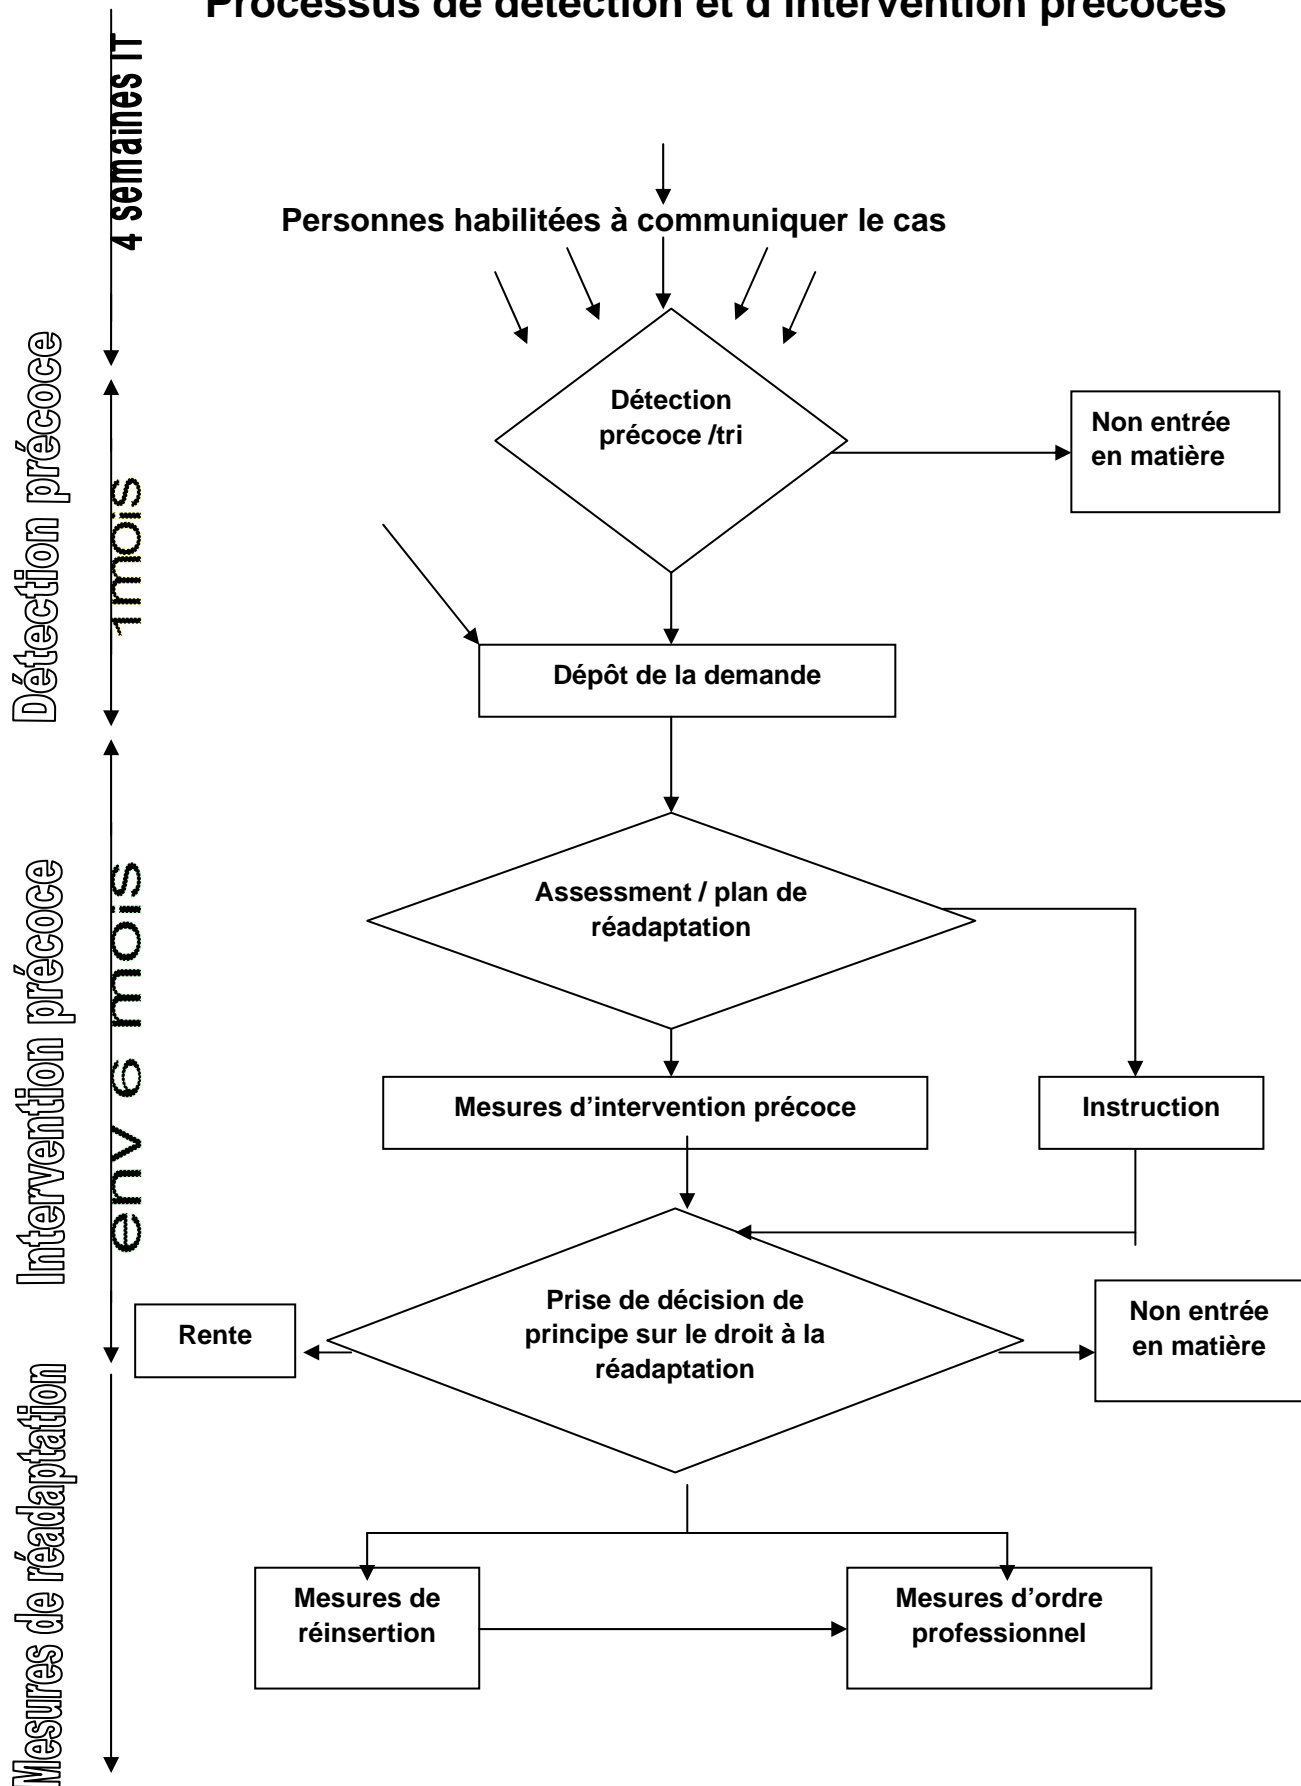 Processus de détection et d'intervention précoces
4 semaines IT
Personnes habilitées à communiquer le cas
Détection précoce
1mois
Détection
précoce /tri
Non entrée
en matière
Dépôt de la demande
Intervention précoce
env 6 mois
Assessment / plan de
réadaptation
Mesures d’intervention précoce
Instruction
Prise de décision de
principe sur le droit à la
réadaptation
Rente
Non entrée
en matière
Mesures de réadaptation
Mesures de
réinsertion
Mesures d’ordre
professionnel